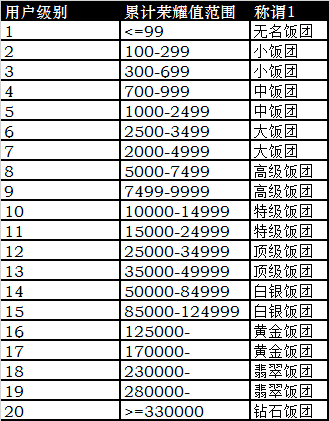 用户级别 累计荣耀值范围 称谓1
1 <=99 无名饭团
2 100-299 小饭团
3 300-699 小饭团
4 700-999 中饭团
5 1000-2499 中饭团
6 2500-3499 大饭团
7 2000-4999 大饭团
8 5000-7499 高级饭团
9 7499-9999 高级饭团
10 10000-14999 特级饭团
11 15000-24999 特级饭团
12 25000-34999 顶级饭团
13 35000-49999 顶级饭团
14 50000-84999 白银饭团
15 85000-124999 白银饭团
16 125000- 黄金饭团
17 170000- 黄金饭团
18 230000- 翡翠饭团
19 280000- 翡翠饭团
20 >=330000 钻石饭团